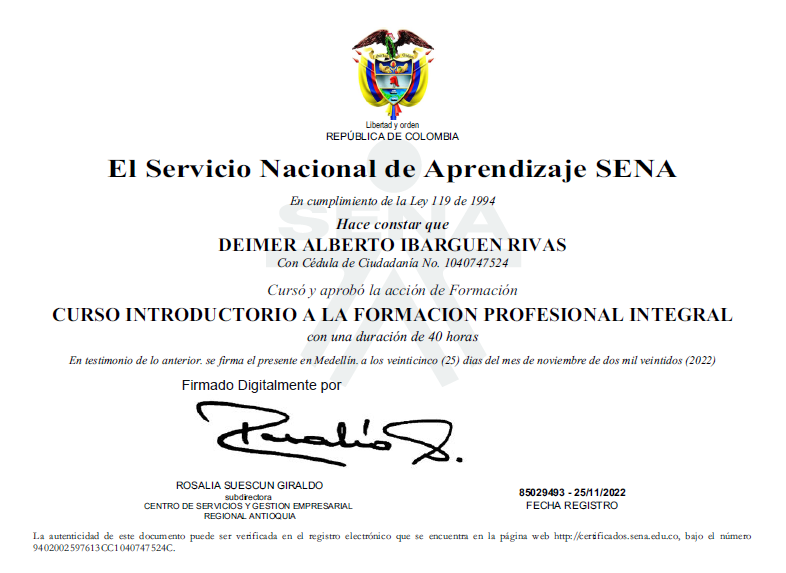 Libertad y orden
REPÚBLICA DE COLOMBIA
El Servicio Nacional de Aprendizaje SENA
En cumplimiento de la Ley 119 de 1994
SENA
Hace constar que
DEIMER ALBERTO IBARGUEN RIVAS
Con Cédula de Ciudadanía No. 1040747524
Cursó y aprobó la acción de Formación
CURSO INTRODUCTORIO A LA FORMACION PROFESIONAL INTEGRAL
con una duración de 40 horas
En testimonio de lo anterior. se firma el presente en Medellín. a los veinticinco (25) dias del mes de noviembre de dos mil veintidos (2022)
Firmado Digitalmente por
Rosalio S.
ROSALIA SUESCUN GIRALDO
subdirectora
CENTRO DE SERVICIOS Y GESTION EMPRESARIAL
REGIONAL ANTIOQUIA
85029493 - 25/11/2022
FECHA REGISTRO
La autenticidad de este documento puede ser verificada en el registro electrónico que se encuentra en la página web http://certificados.sena.edu.co, bajo el número
9402002597613CC1040747524C.